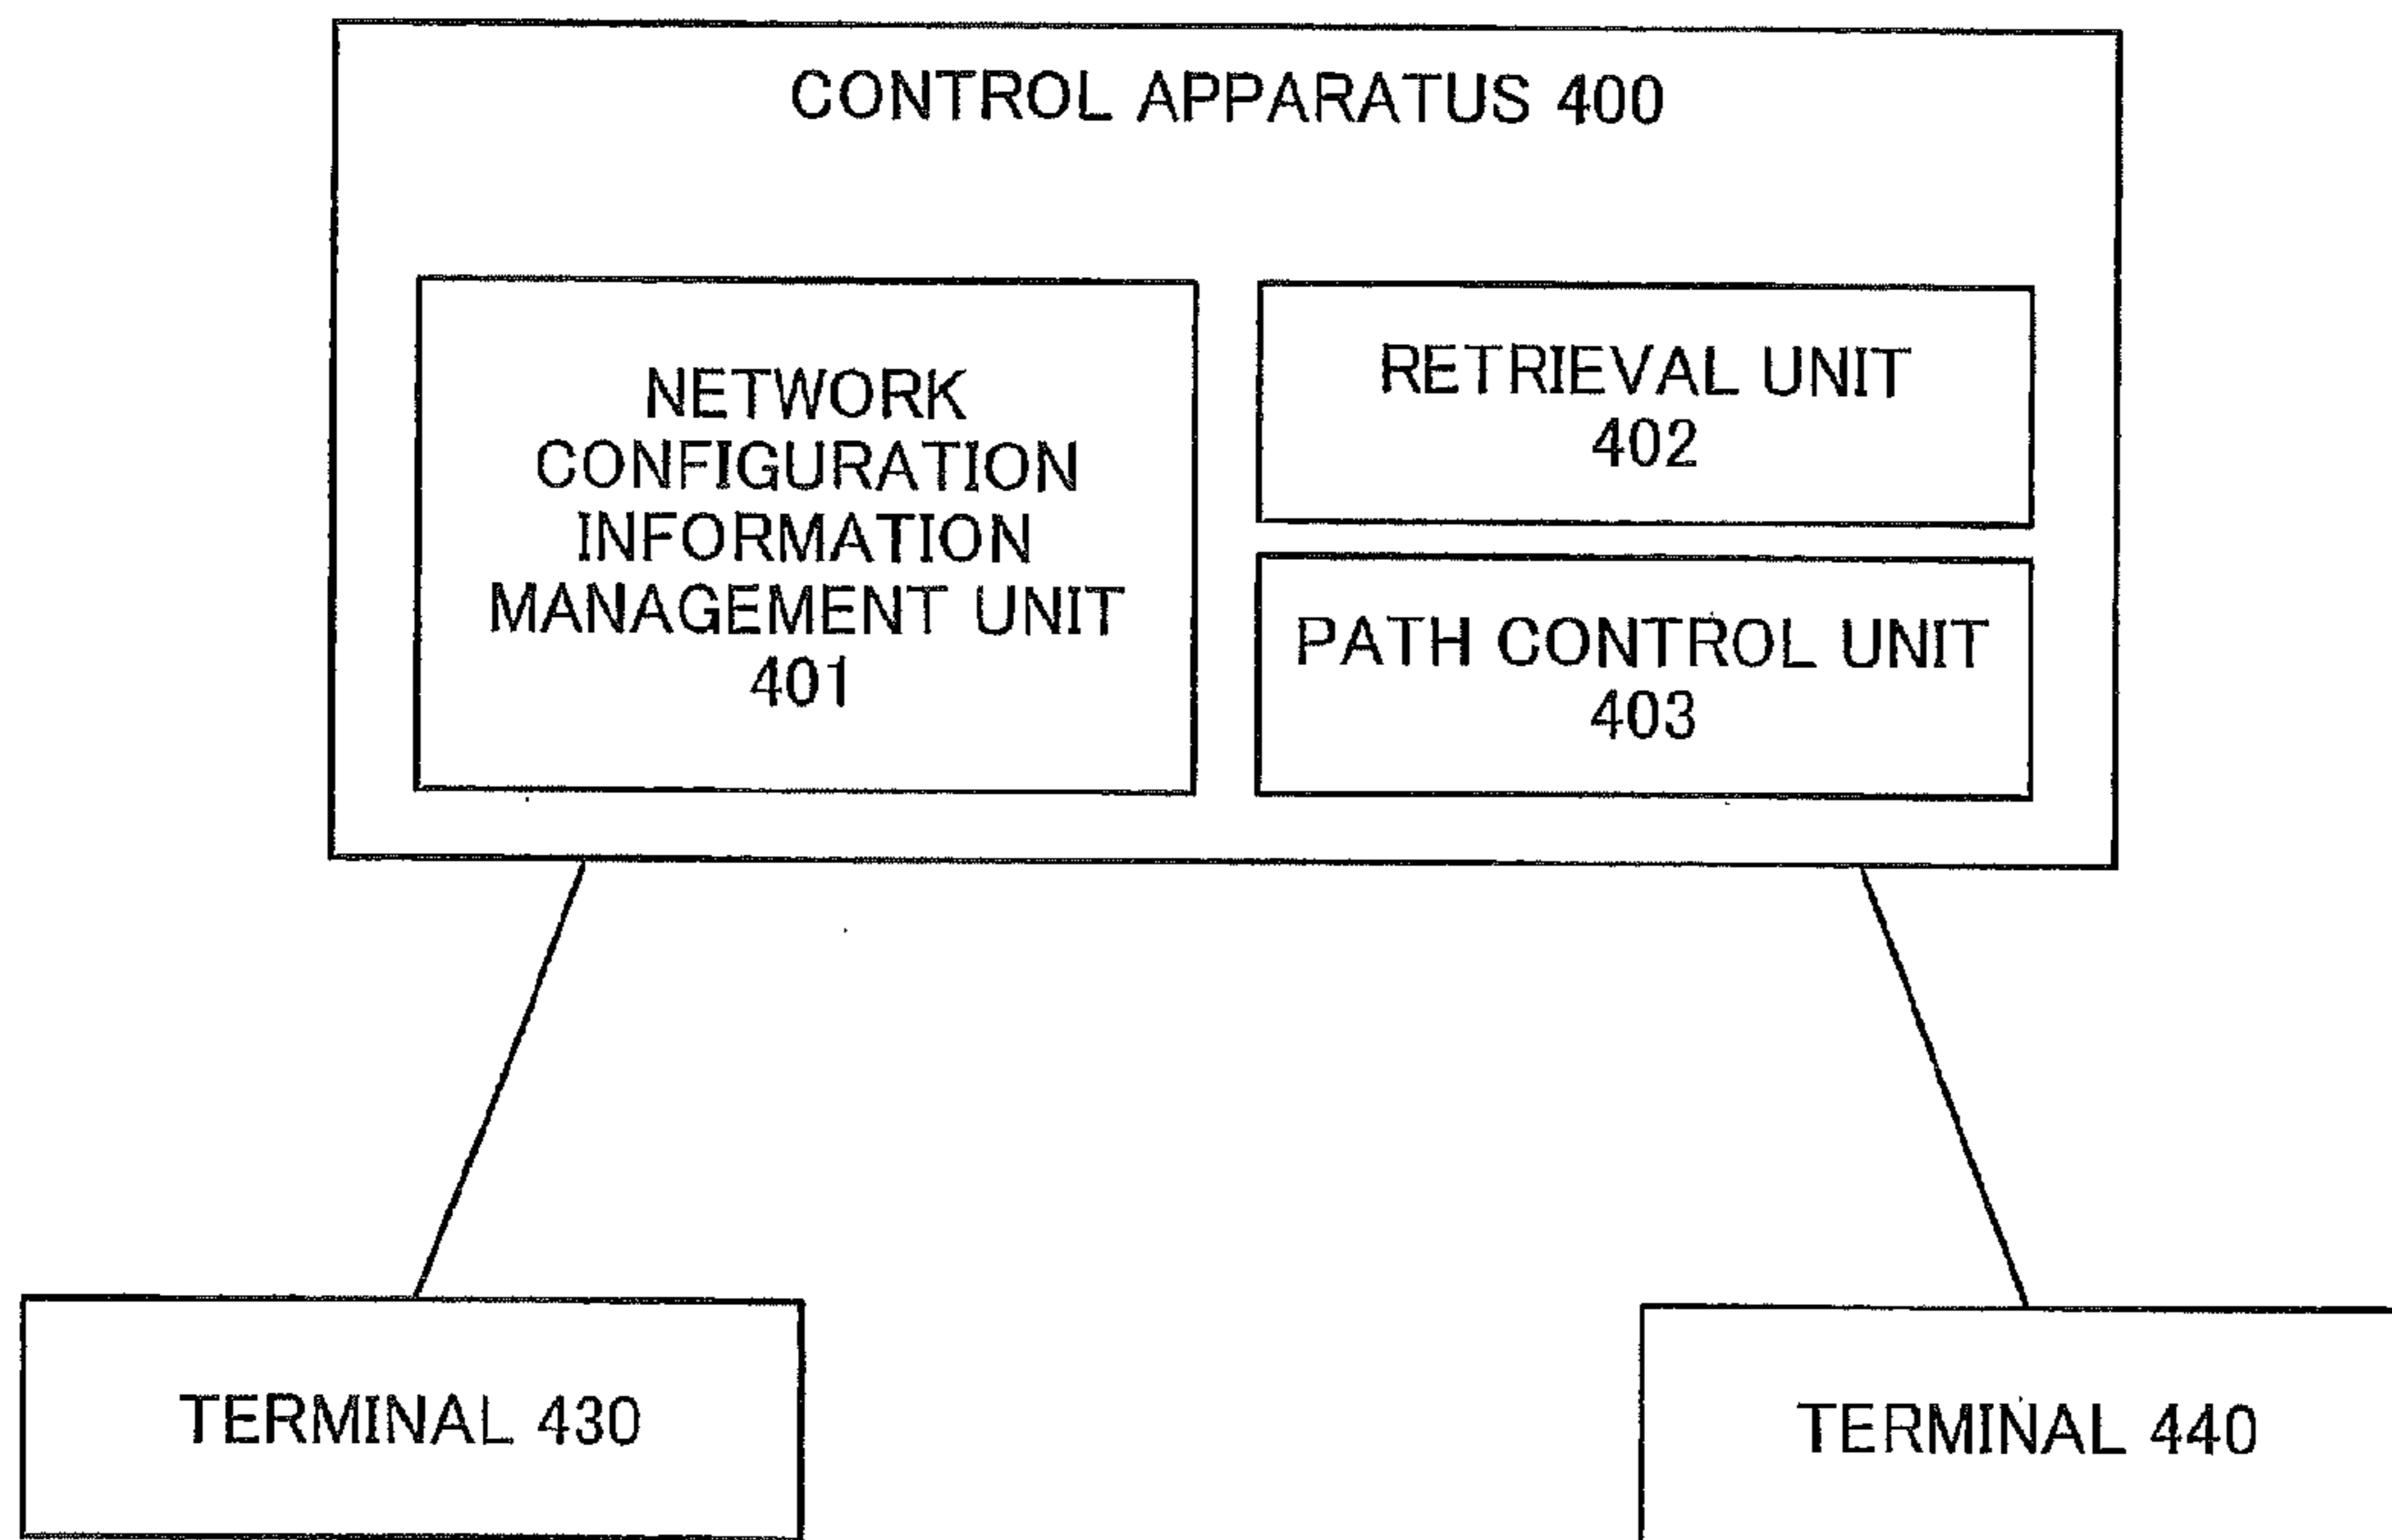 CONTROL APPARATUS 400
NETWORK
CONFIGURATION
INFORMATION
MANAGEMENT UNIT
401
RETRIEVAL UNIT
402
PATH CONTROL UNIT
403
TERMINAL 430
TERMINAL 440